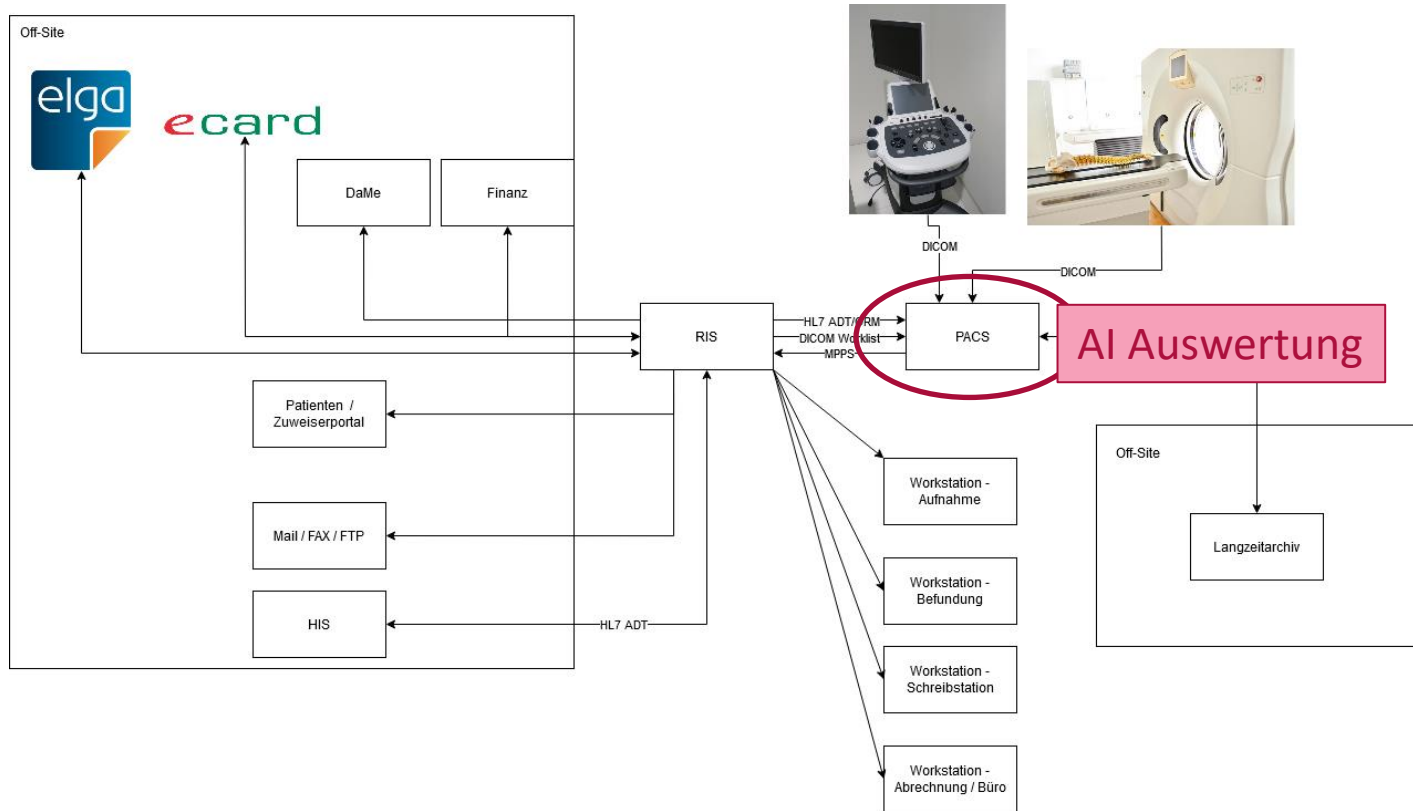 Off-Site
elga
ecard
DaMe
Finanz
DICOM
DICOM
RIS
HL7 ADT/ORM
DICOM Worklist
MPPS
PACS
AI Auswertung
Patienten /
Zuweiserportal
Mail / FAX / FTP
HIS
HL7 ADT
Workstation -
Aufnahme
Workstation -
Befundung
Workstation -
Schreibstation
Workstation -
Abrechnung / Büro
Off-Site
Langzeitarchiv